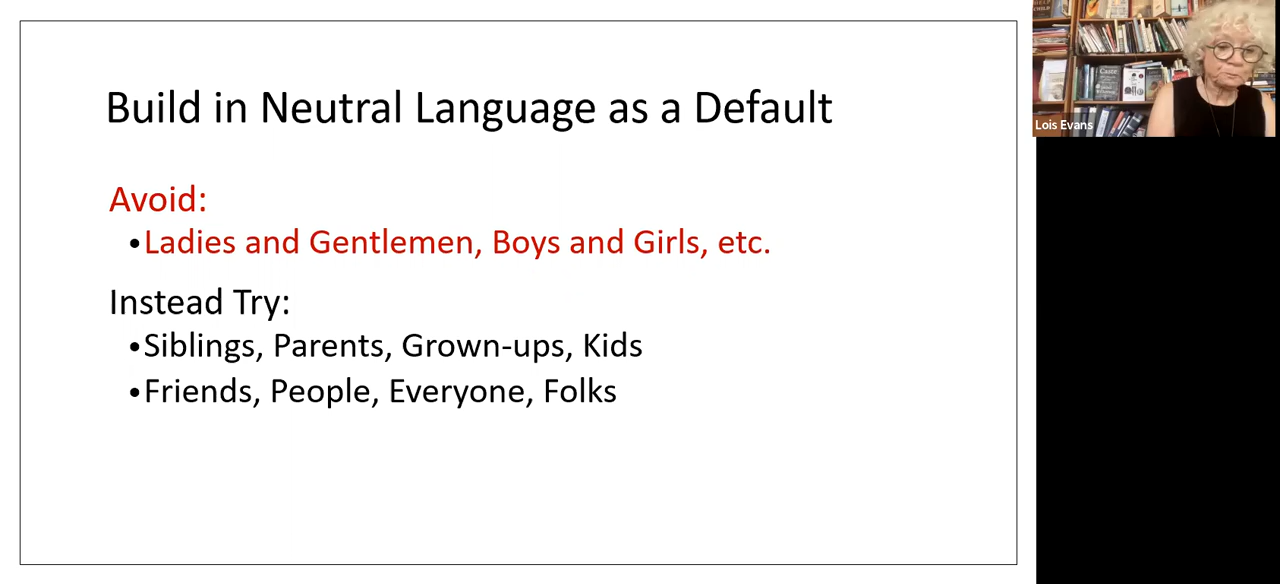 Build in Neutral Language as a Default
Avoid:
•Ladies and Gentlemen, Boys and Girls, etc.
Instead Try:
•Siblings, Parents, Grown-ups, Kids
•Friends, People, Everyone, Folks
Caste
Lois Evans